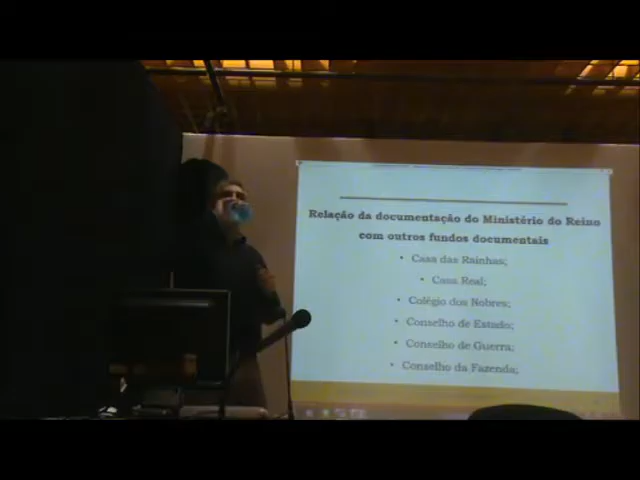 Relação da documentação do Ministério do Reino
com outros fundos documentais
• Casa das Rainhas;
• Casa Real;
• Colégio dos Nobres;
• Conselho de Estado;
• Conselho de Guerra;
• Conselho da Fazenda;